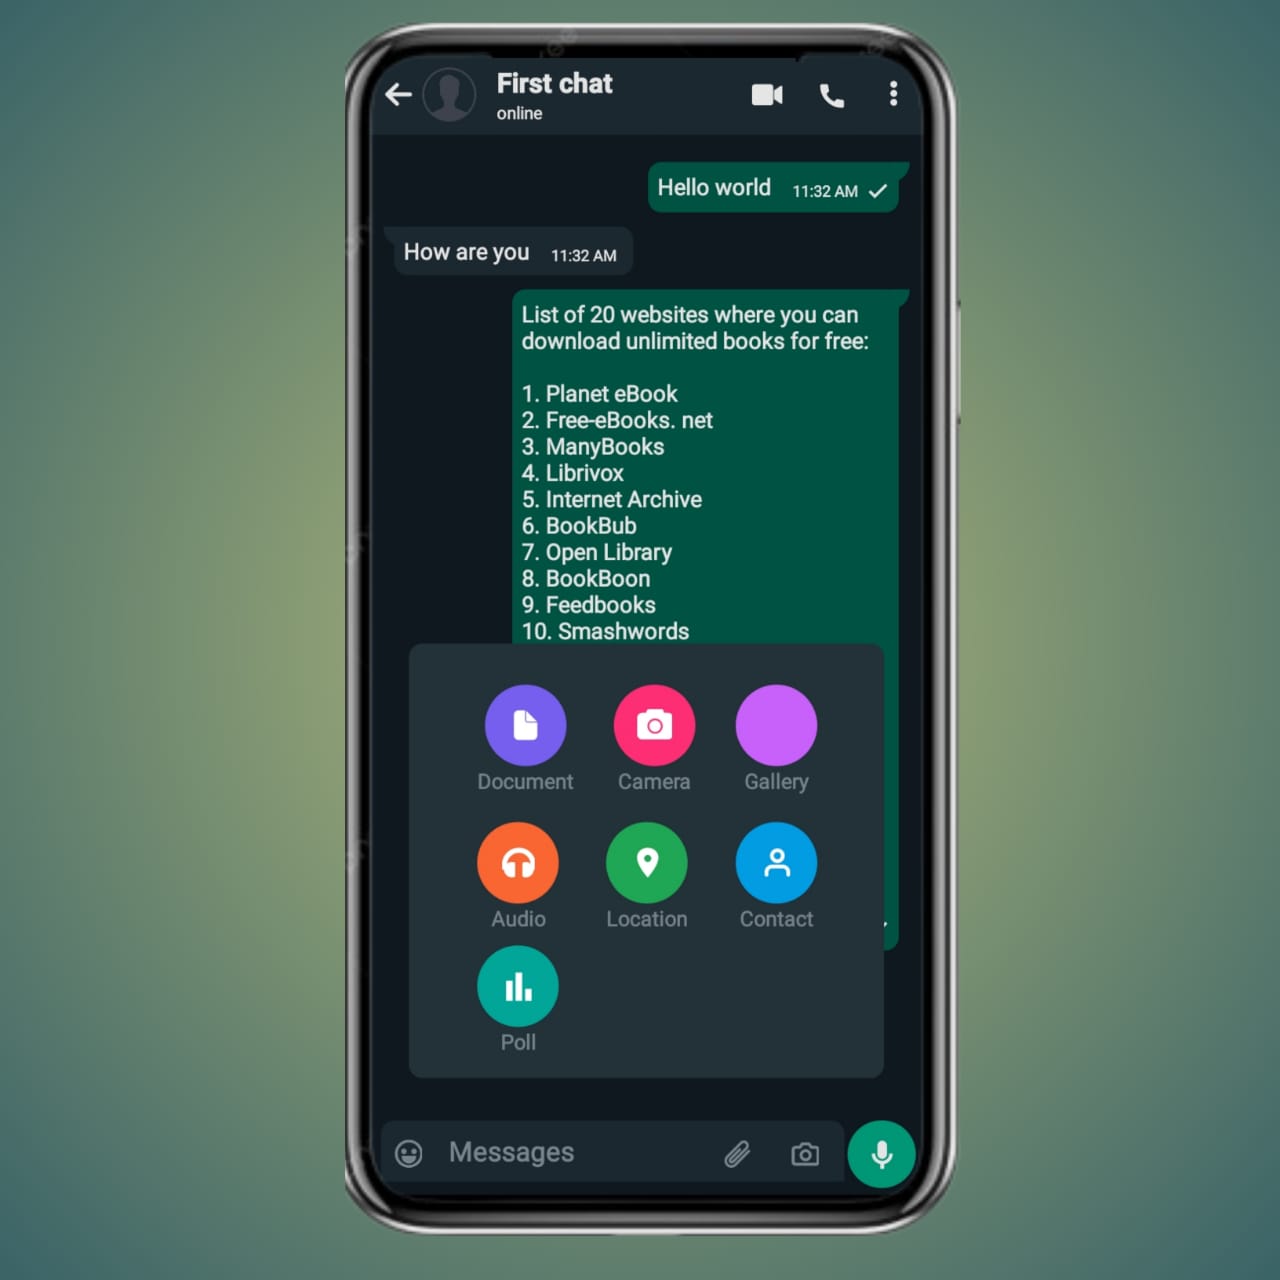 First chat
online
Hello world 11:32 AM
How are you 11:32 AM
List of 20 websites where you can
download unlimited books for free:
1. Planet eBook
2. Free-eBooks. net
3. ManyBooks
4. Librivox
5. Internet Archive
6. BookBub
7. Open Library
8. BookBoon
9. Feedbooks
10. Smashwords
Document Camera Gallery
Audio Location Contact
Poll
Messages